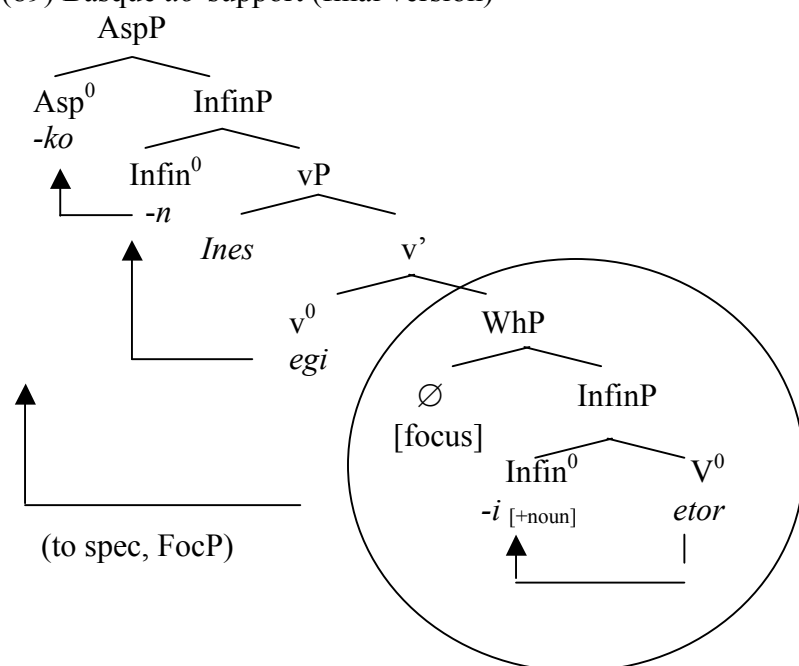 (69) Basque do-support (final version)
AspP
Asp⁰ InfinP
-ko
Infin⁰ vP
-n
Ines v’
v⁰ WhP
egi
∅ InfinP
[focus]
Infin⁰ V⁰
-i [+noun] etor
(to spec, FocP)